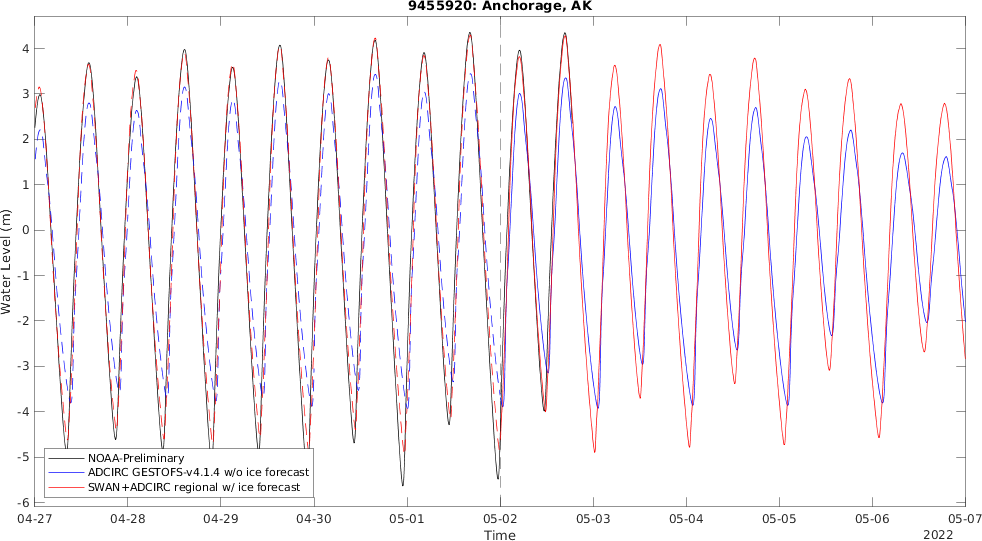 9455920: Anchorage, AK
Water Level (m)
4
3
2
1
0
-1
-2
-3
-4
-5
-6
NOAA-Preliminary
ADCIRC GESTOFS-v4.1.4 w/o ice forecast
SWAN+ADCIRC regional w/ ice forecast
04-27 04-28 04-29 04-30 05-01 05-02 05-03 05-04 05-05 05-06 05-07
Time
2022